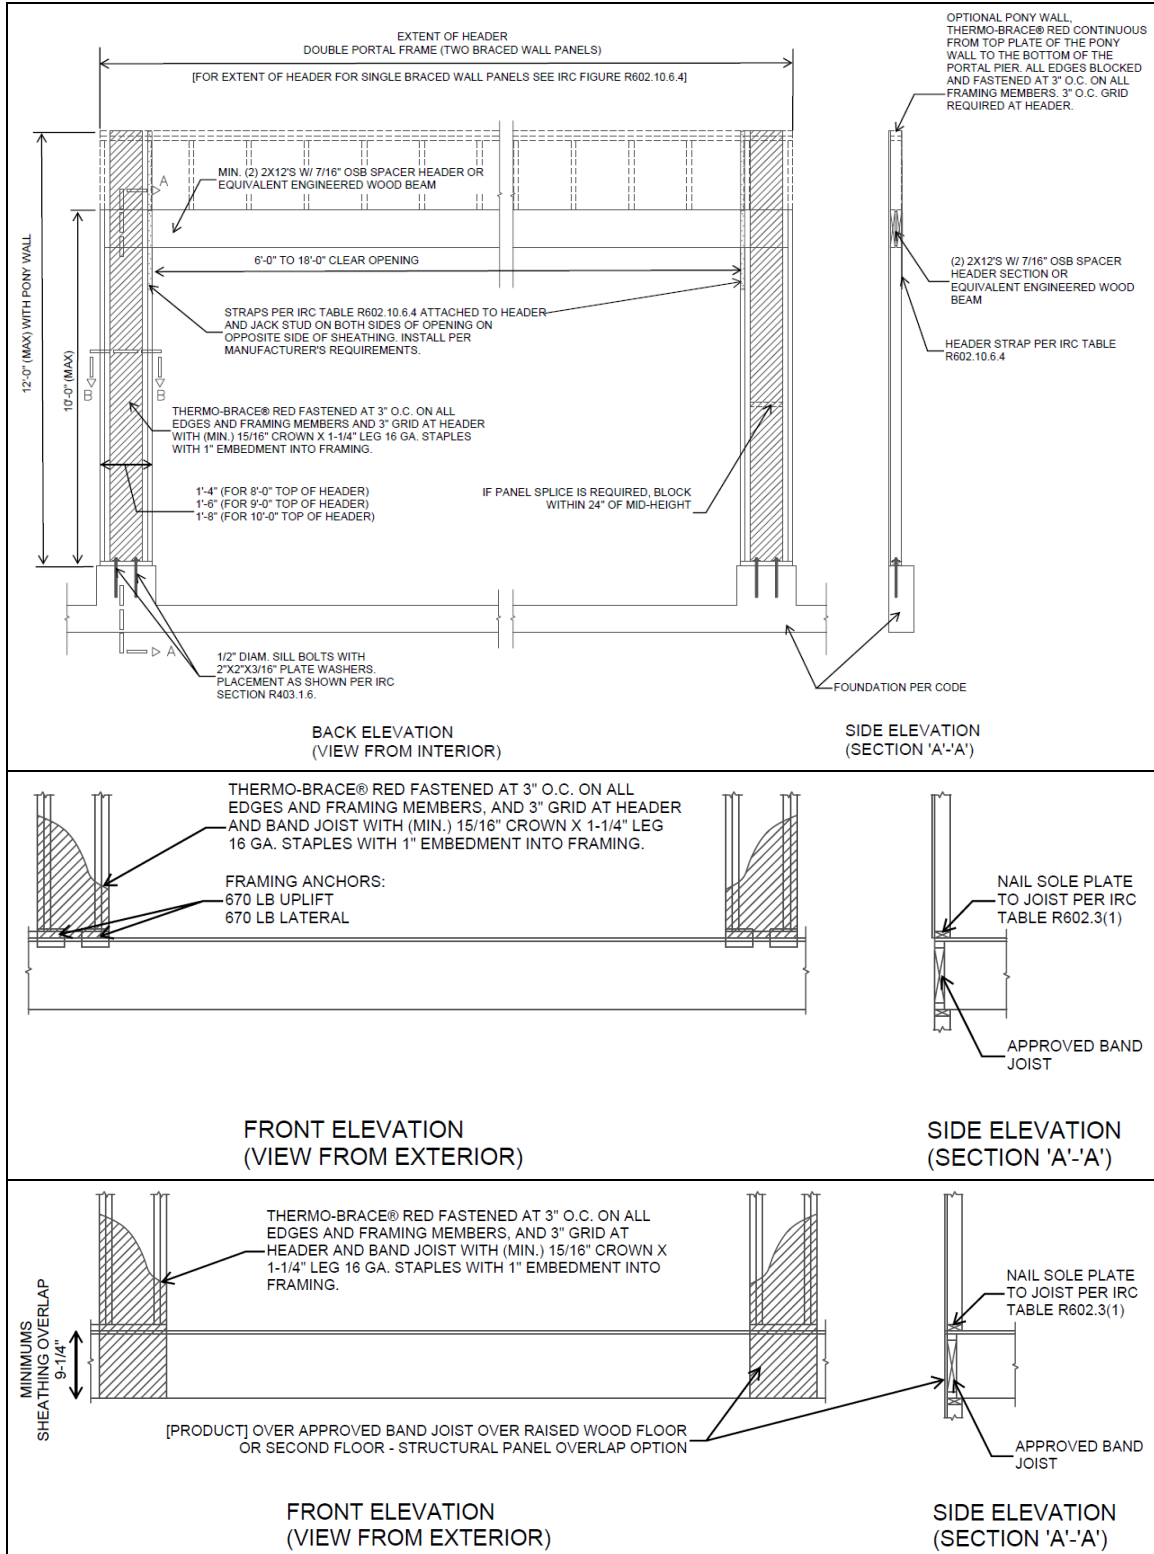 EXTENT OF HEADER
DOUBLE PORTAL FRAME (TWO BRACED WALL PANELS)
[FOR EXTENT OF HEADER FOR SINGLE BRACED WALL PANELS SEE IRC FIGURE R602.10.6.4]
OPTIONAL PONY WALL,
THERMO-BRACE® RED CONTINUOUS
FROM TOP PLATE OF THE PONY
WALL TO THE BOTTOM OF THE
PORTAL PIER. ALL EDGES BLOCKED
AND FASTENED AT 3" O.C. ON ALL
FRAMING MEMBERS. 3" O.C. GRID
REQUIRED AT HEADER.
A
MIN. (2) 2X12'S W/ 7/16" OSB SPACER HEADER OR
EQUIVALENT ENGINEERED WOOD BEAM
12'-0" (MAX) WITH PONY WALL
10'-0" (MAX)
6'-0" TO 18'-0" CLEAR OPENING
(2) 2X12'S W/ 7/16" OSB SPACER
HEADER SECTION OR
EQUIVALENT ENGINEERED WOOD
BEAM
STRAPS PER IRC TABLE R602.10.6.4 ATTACHED TO HEADER
AND JACK STUD ON BOTH SIDES OF OPENING ON
OPPOSITE SIDE OF SHEATHING. INSTALL PER
MANUFACTURER'S REQUIREMENTS.
HEADER STRAP PER IRC TABLE
R602.10.6.4
B
B
THERMO-BRACE® RED FASTENED AT 3" O.C. ON ALL
EDGES AND FRAMING MEMBERS AND 3" GRID AT HEADER
WITH (MIN.) 15/16" CROWN X 1-1/4" LEG 16 GA. STAPLES
WITH 1" EMBEDMENT INTO FRAMING.
1'-4" (FOR 8'-0" TOP OF HEADER)
1'-6" (FOR 9'-0" TOP OF HEADER)
1'-8" (FOR 10'-0" TOP OF HEADER)
IF PANEL SPLICE IS REQUIRED, BLOCK
WITHIN 24" OF MID-HEIGHT
A
1/2" DIAM. SILL BOLTS WITH
2"X2"X3/16" PLATE WASHERS.
PLACEMENT AS SHOWN PER IRC
SECTION R403.1.6.
FOUNDATION PER CODE
BACK ELEVATION
(VIEW FROM INTERIOR)
SIDE ELEVATION
(SECTION 'A'-'A')
THERMO-BRACE® RED FASTENED AT 3" O.C. ON ALL
EDGES AND FRAMING MEMBERS, AND 3" GRID AT HEADER
AND BAND JOIST WITH (MIN.) 15/16" CROWN X 1-1/4" LEG
16 GA. STAPLES WITH 1" EMBEDMENT INTO FRAMING.
FRAMING ANCHORS:
670 LB UPLIFT
670 LB LATERAL
NAIL SOLE PLATE
TO JOIST PER IRC
TABLE R602.3(1)
APPROVED BAND
JOIST
FRONT ELEVATION
(VIEW FROM EXTERIOR)
SIDE ELEVATION
(SECTION 'A'-'A')
THERMO-BRACE® RED FASTENED AT 3" O.C. ON ALL
EDGES AND FRAMING MEMBERS, AND 3" GRID AT
HEADER AND BAND JOIST WITH (MIN.) 15/16" CROWN X
1-1/4" LEG 16 GA. STAPLES WITH 1" EMBEDMENT INTO
FRAMING.
NAIL SOLE PLATE
TO JOIST PER IRC
TABLE R602.3(1)
MINIMUMS
SHEATHING OVERLAP
9-1/4"
[PRODUCT] OVER APPROVED BAND JOIST OVER RAISED WOOD FLOOR
OR SECOND FLOOR - STRUCTURAL PANEL OVERLAP OPTION
APPROVED BAND
JOIST
FRONT ELEVATION
(VIEW FROM EXTERIOR)
SIDE ELEVATION
(SECTION 'A'-'A')